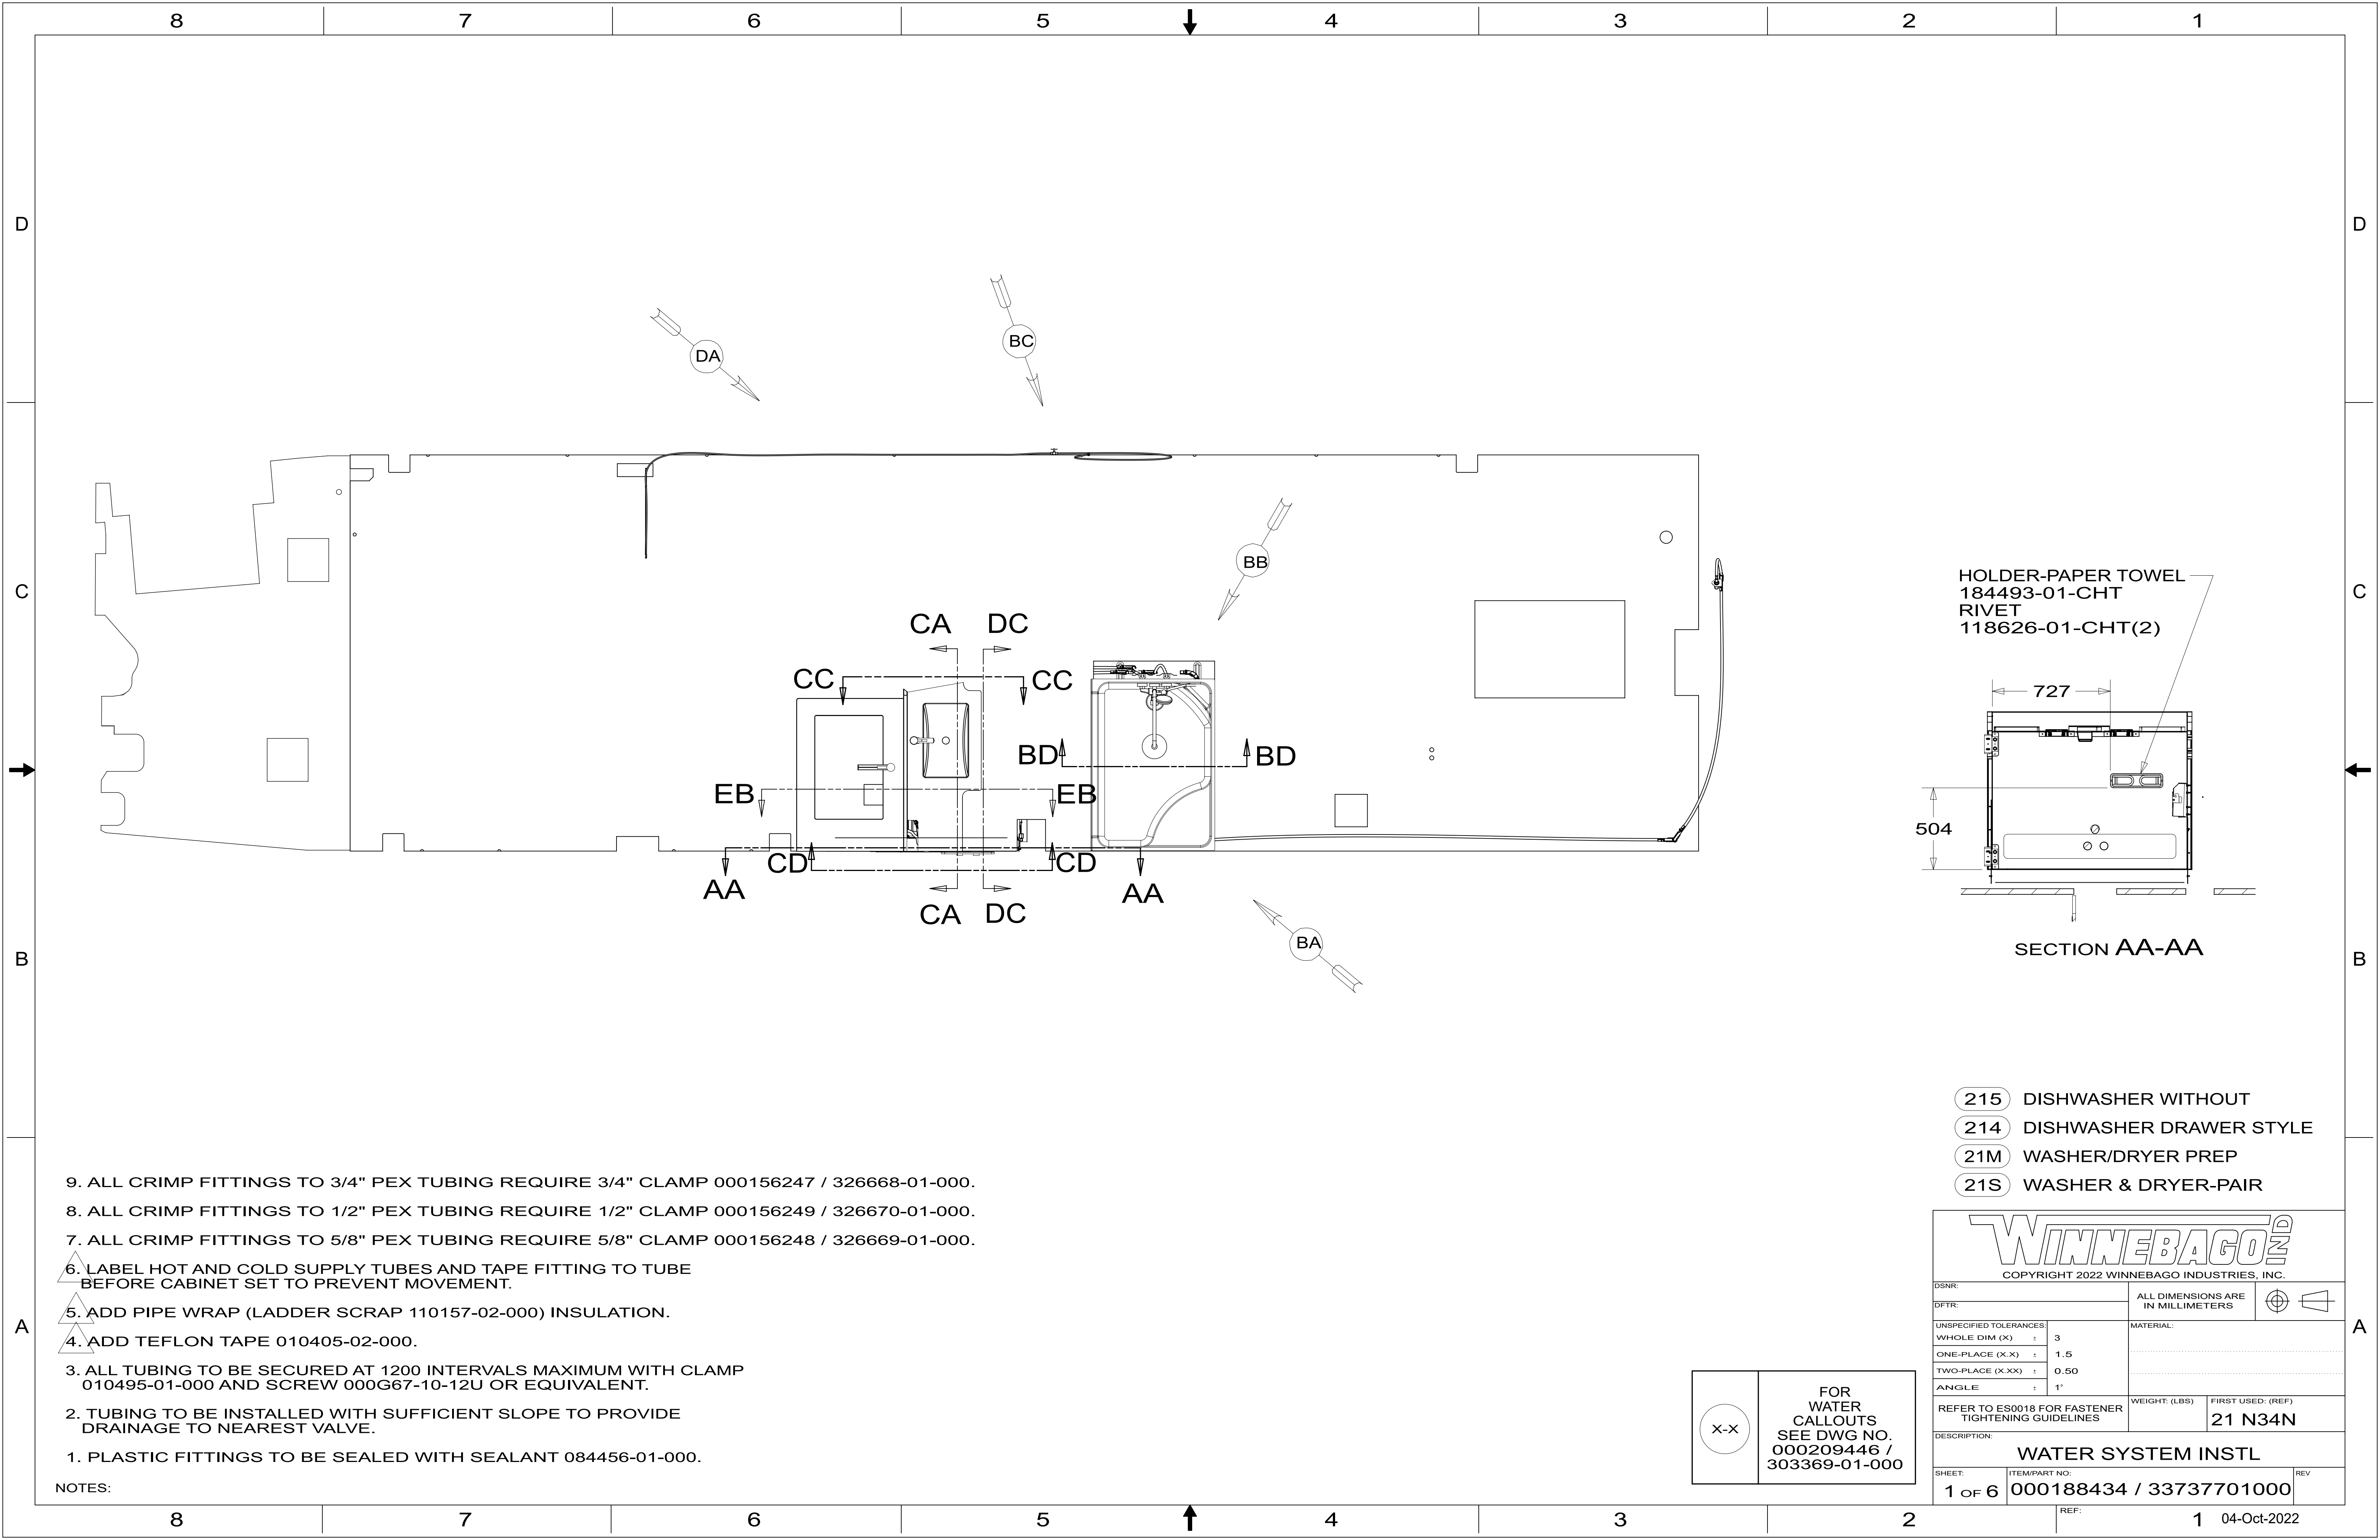 8 7 6 5 4 3 2 1
D D
DA
BC
BB
C C
HOLDER-PAPER TOWEL
184493-01-CHT
RIVET
118626-01-CHT(2)
CA DC
CC CC
727
BD BD
EB EB
504
CD CD
AA AA
CA DC
BA
SECTION AA-AA
B B
215 DISHWASHER WITHOUT
214 DISHWASHER DRAWER STYLE
21M WASHER/DRYER PREP
21S WASHER & DRYER-PAIR
9. ALL CRIMP FITTINGS TO 3/4" PEX TUBING REQUIRE 3/4" CLAMP 000156247 / 326668-01-000.
8. ALL CRIMP FITTINGS TO 1/2" PEX TUBING REQUIRE 1/2" CLAMP 000156249 / 326670-01-000.
7. ALL CRIMP FITTINGS TO 5/8" PEX TUBING REQUIRE 5/8" CLAMP 000156248 / 326669-01-000.
6. LABEL HOT AND COLD SUPPLY TUBES AND TAPE FITTING TO TUBE
BEFORE CABINET SET TO PREVENT MOVEMENT.
5. ADD PIPE WRAP (LADDER SCRAP 110157-02-000) INSULATION.
4. ADD TEFLON TAPE 010405-02-000.
3. ALL TUBING TO BE SECURED AT 1200 INTERVALS MAXIMUM WITH CLAMP
010495-01-000 AND SCREW 000G67-10-12U OR EQUIVALENT.
2. TUBING TO BE INSTALLED WITH SUFFICIENT SLOPE TO PROVIDE
DRAINAGE TO NEAREST VALVE.
1. PLASTIC FITTINGS TO BE SEALED WITH SEALANT 084456-01-000.
NOTES:
A A
X-X
FOR
WATER
CALLOUTS
SEE DWG NO.
000209446 /
303369-01-000
WINNEBAGO IND
COPYRIGHT 2022 WINNEBAGO INDUSTRIES, INC.
DSNR:
DFTR:
ALL DIMENSIONS ARE
IN MILLIMETERS
UNSPECIFIED TOLERANCES:
WHOLE DIM (X) ± 3
ONE-PLACE (X.X) ± 1.5
TWO-PLACE (X.XX) ± 0.50
ANGLE ± 1°
MATERIAL:
REFER TO ES0018 FOR FASTENER
TIGHTENING GUIDELINES
WEIGHT: (LBS)
FIRST USED: (REF)
21 N34N
DESCRIPTION:
WATER SYSTEM INSTL
SHEET:
1 OF 6
ITEM/PART NO:
000188434 / 33737701000
REV
REF:
8 7 6 5 4 3 2 1
04-Oct-2022